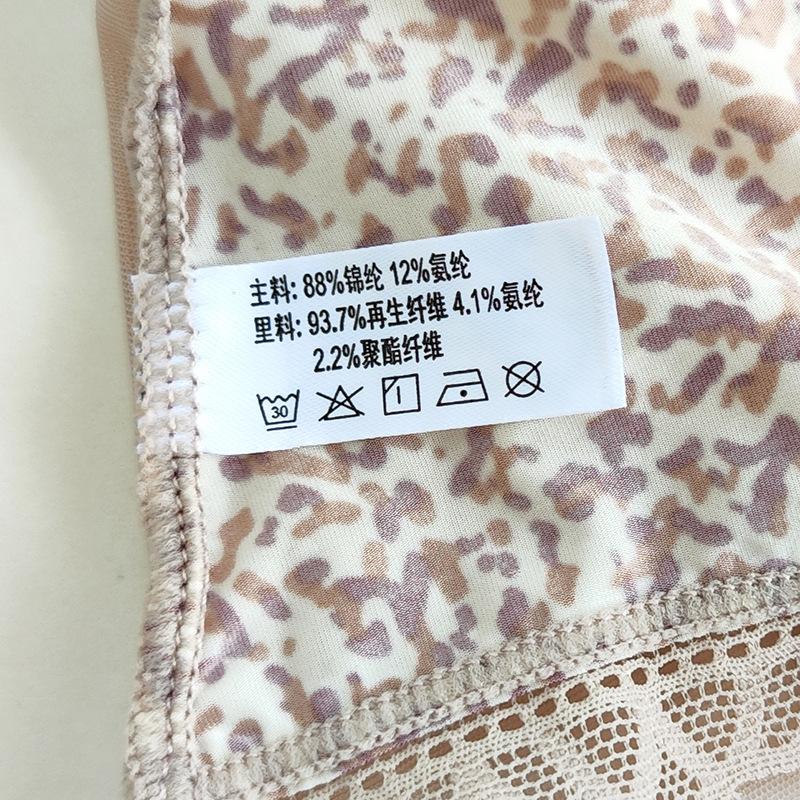 主料: 88%锦纶 12%氨纶
里料: 93.7%再生纤维 4.1%氨纶
2.2%聚酯纤维
30